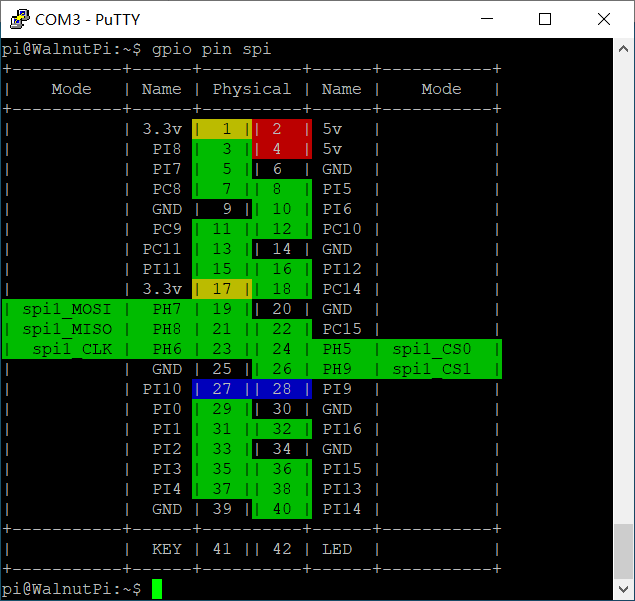 COM3 - PuTTY
pi@WalnutPi:~$ gpio pin spi
+-----------+------+----------+------+-----------+
|    Mode   | Name | Physical | Name |    Mode   |
+-----------+------+----------+------+-----------+
|           | 3.3v |  1 || 2  | 5v   |           |
|           |  PI8 |  3 || 4  | 5v   |           |
|           |  PI7 |  5 || 6  | GND  |           |
|           |  PC8 |  7 || 8  | PI5  |           |
|           |  GND |  9 || 10 | PI6  |           |
|           |  PC9 | 11 || 12 | PC10 |           |
|           | PC11 | 13 || 14 | GND  |           |
|           | PI11 | 15 || 16 | PI12 |           |
|           | 3.3v | 17 || 18 | PC14 |           |
| spi1_MOSI |  PH7 | 19 || 20 | GND  |           |
| spi1_MISO |  PH8 | 21 || 22 | PC15 |           |
|  spi1_CLK |  PH6 | 23 || 24 | PH5  | spi1_CS0  |
|           |  GND | 25 || 26 | PH9  | spi1_CS1  |
|           | PI10 | 27 || 28 | PI9  |           |
|           |  PI0 | 29 || 30 | GND  |           |
|           |  PI1 | 31 || 32 | PI16 |           |
|           |  PI2 | 33 || 34 | GND  |           |
|           |  PI3 | 35 || 36 | PI15 |           |
|           |  PI4 | 37 || 38 | PI13 |           |
|           |  GND | 39 || 40 | PI14 |           |
+-----------+------+----------+------+-----------+
|           |  KEY | 41 || 42 | LED  |           |
+-----------+------+----------+------+-----------+
pi@WalnutPi:~$